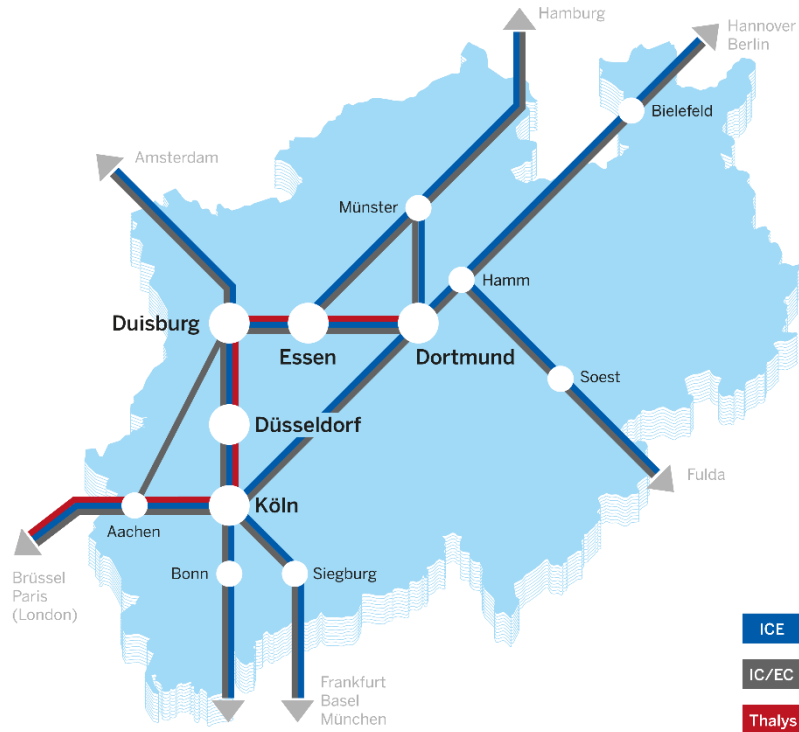 Hamburg
Hannover
Berlin
Bielefeld
Amsterdam
Münster
Hamm
Duisburg
Essen
Dortmund
Soest
Düsseldorf
Fulda
Köln
Aachen
Bonn
Siegburg
Brüssel
Paris
(London)
Frankfurt
Basel
München
ICE
IC/EC
Thalys